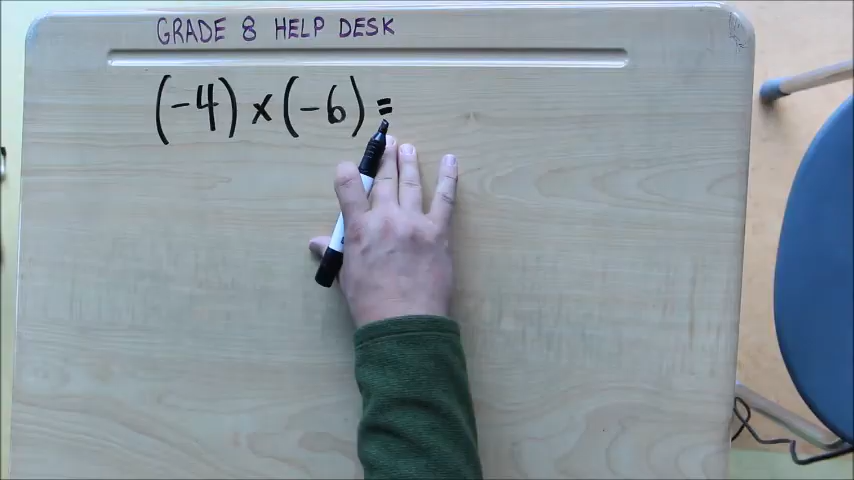 GRADE 8 HELP DESK
(-4) x (-6) =